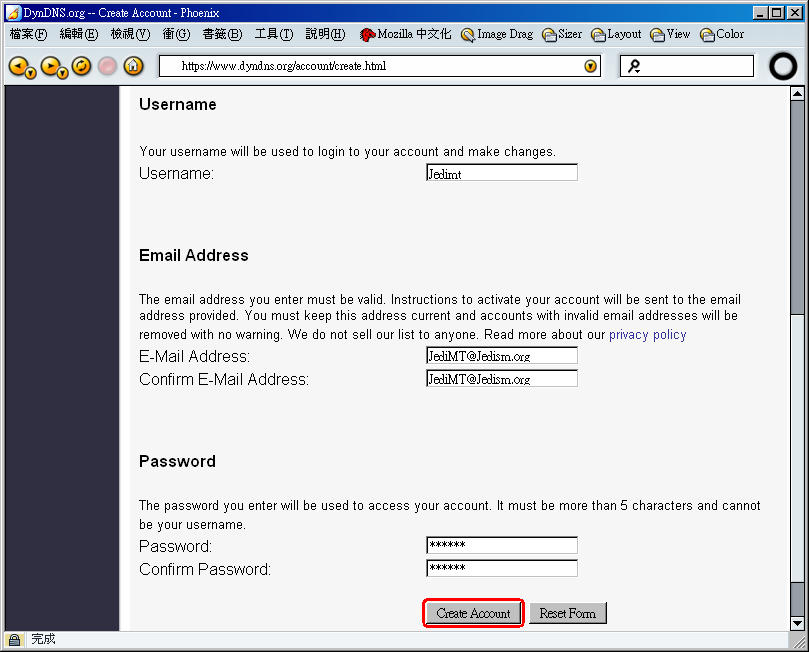 DynDNS.org -- Create Account - Phoenix
檔案(F) 編輯(E) 檢視(V) 衝(G) 書籤(B) 工具(T) 說明(H) Mozilla 中文化 Image Drag Sizer Layout View Color
https://www.dyndns.org/account/create.html
Username
Your username will be used to login to your account and make changes.
Username: Jedimt
Email Address
The email address you enter must be valid. Instructions to activate your account will be sent to the email
address provided. You must keep this address current and accounts with invalid email addresses will be
removed with no warning. We do not sell our list to anyone. Read more about our privacy policy
E-Mail Address: JediMT@Jedism.org
Confirm E-Mail Address: JediMT@Jedism.org
Password
The password you enter will be used to access your account. It must be more than 5 characters and cannot
be your username.
Password: ******
Confirm Password: ******
Create Account Reset Form
完成